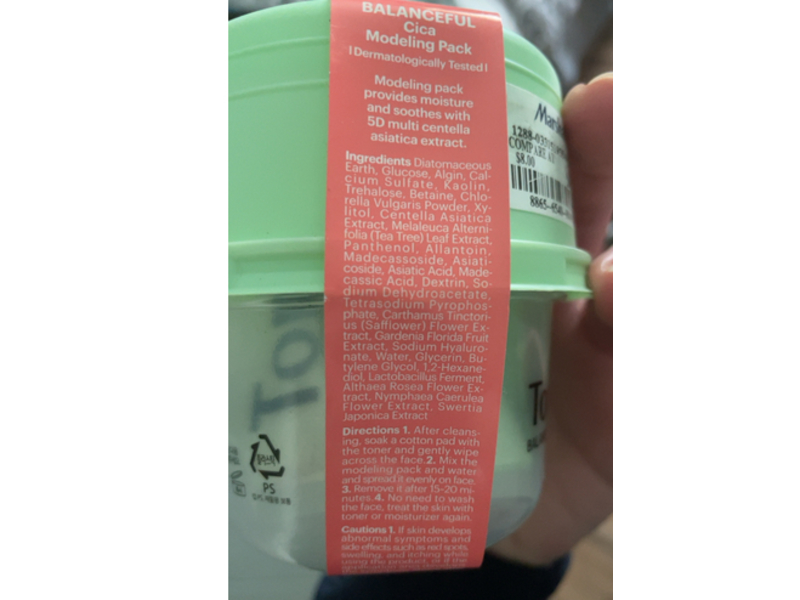 BALANCEFUL
Cica
Modeling Pack
|Dermatologically Tested|
Modeling pack
provides moisture
and soothes with
5D multi centella
asiatica extract.
Ingredients Diatomaceous
Earth, Glucose, Algin, Cal-
cium Sulfate, Kaolin,
Trehalose, Betaine, Chlo-
rella Vulgaris Powder, Xy-
litol, Centella Asiatica
Extract, Melaleuca Alterni-
folia (Tea Tree) Leaf Extract,
Panthenol, Allantoin,
Madecassoside, Asiati-
coside, Asiatic Acid, Made-
cassic Acid, Dextrin, So-
dium Dehydroacetate,
Tetrasodium Pyrophos-
phate, Carthamus Tinctori-
us (Safflower) Flower Ex-
tract, Gardenia Florida Fruit
Extract, Sodium Hyaluro-
nate, Water, Glycerin, Bu-
tylene Glycol, 1,2-Hexane-
diol, Lactobacillus Ferment,
Althaea Rosea Flower Ex-
tract, Nymphaea Caerulea
Flower Extract, Swertia
Japonica Extract
Directions 1. After cleans-
ing, soak a cotton pad with
the toner and gently wipe
across the face.2. Mix the
modeling pack and water
and spread it evenly on face.
3. Remove it after 15-20 mi-
nutes.4. No need to wash
the face, treat the skin with
toner or moisturizer again.
Cautions 1. If skin develops
abnormal symptoms and
side effects such as red spots,
swelling, and itching while
using the product,
COMPARE AT
$8.00
To
PS